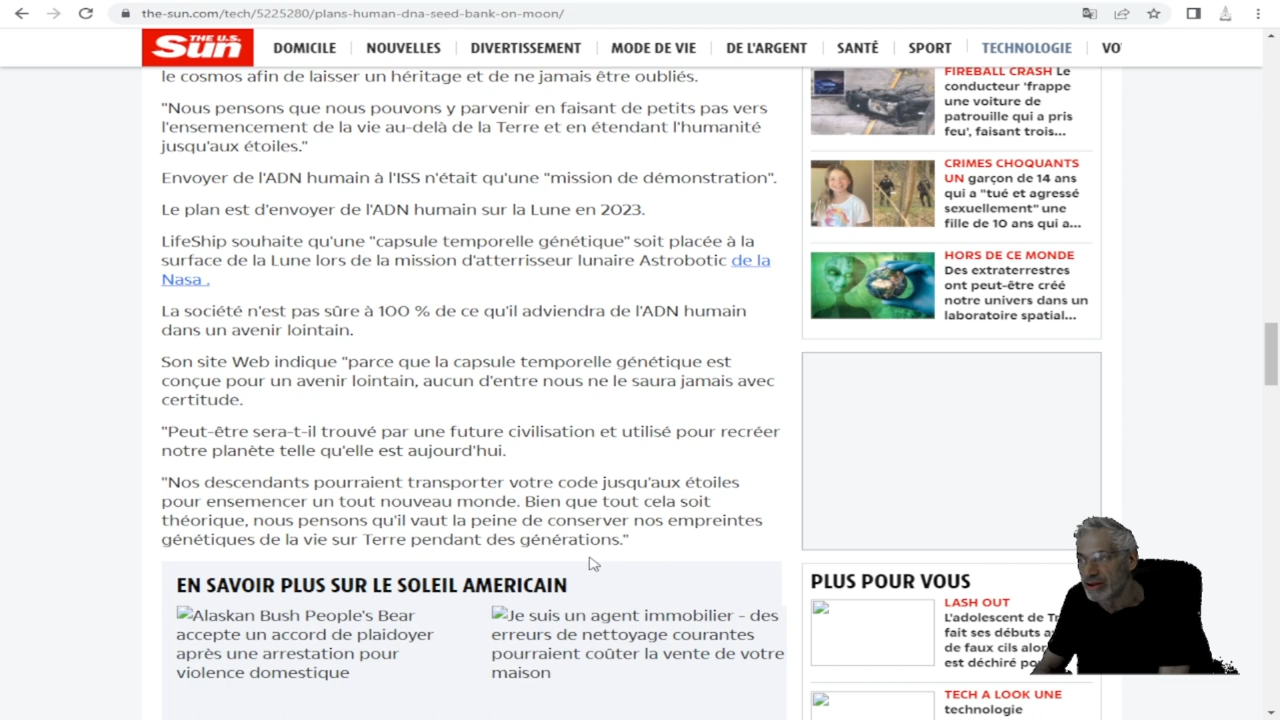 the-sun.com/tech/5225280/plans-human-dna-seed-bank-on-moon/
THE U.S. Sun
DOMICILE NOUVELLES DIVERTISSEMENT MODE DE VIE DE L'ARGENT SANTÉ SPORT TECHNOLOGIE VO
le cosmos afin de laisser un héritage et de ne jamais être oubliés.
"Nous pensons que nous pouvons y parvenir en faisant de petits pas vers
l'ensemencement de la vie au-delà de la Terre et en étendant l'humanité
jusqu'aux étoiles."
Envoyer de l'ADN humain à l'ISS n'était qu'une "mission de démonstration".
Le plan est d'envoyer de l'ADN humain sur la Lune en 2023.
LifeShip souhaite qu'une "capsule temporelle génétique" soit placée à la
surface de la Lune lors de la mission d'atterrisseur lunaire Astrobotic de la
Nasa .
La société n'est pas sûre à 100 % de ce qu'il adviendra de l'ADN humain
dans un avenir lointain.
Son site Web indique "parce que la capsule temporelle génétique est
conçue pour un avenir lointain, aucun d'entre nous ne le saura jamais avec
certitude.
"Peut-être sera-t-il trouvé par une future civilisation et utilisé pour recréer
notre planète telle qu'elle est aujourd'hui.
"Nos descendants pourraient transporter votre code jusqu'aux étoiles
pour ensemencer un tout nouveau monde. Bien que tout cela soit
théorique, nous pensons qu'il vaut la peine de conserver nos empreintes
génétiques de la vie sur Terre pendant des générations."
EN SAVOIR PLUS SUR LE SOLEIL AMERICAIN
Alaskan Bush People's Bear
accepte un accord de plaidoyer
après une arrestation pour
violence domestique
Je suis un agent immobilier - des
erreurs de nettoyage courantes
pourraient coûter la vente de votre
maison
FIREBALL CRASH Le
conducteur 'frappe
une voiture de
patrouille qui a pris
feu', faisant trois...
CRIMES CHOQUANTS
UN garçon de 14 ans
qui a "tué et agressé
sexuellement" une
fille de 10 ans qui a...
HORS DE CE MONDE
Des extraterrestres
ont peut-être créé
notre univers dans un
laboratoire spatial...
PLUS POUR VOUS
LASH OUT
L'adolescent de
fait ses débuts
de faux cils
est déchiré
TECH A LOOK UNE
technologie